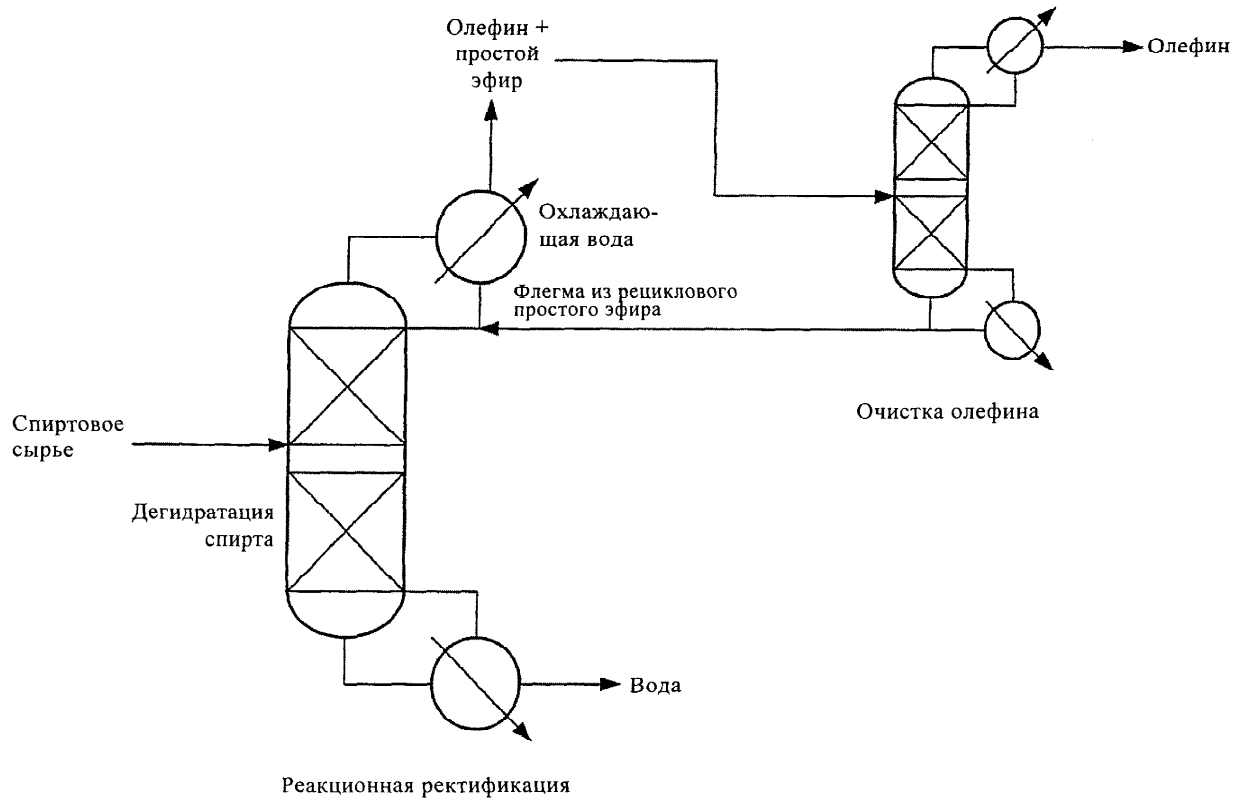 Олефин +
простой
эфир
Олефин
Охлаждаю-
щая вода
Флегма из рециклового
простого эфира
Спиртовое
сырье
Очистка олефина
Дегидратация
спирта
Вода
Реакционная ректификация